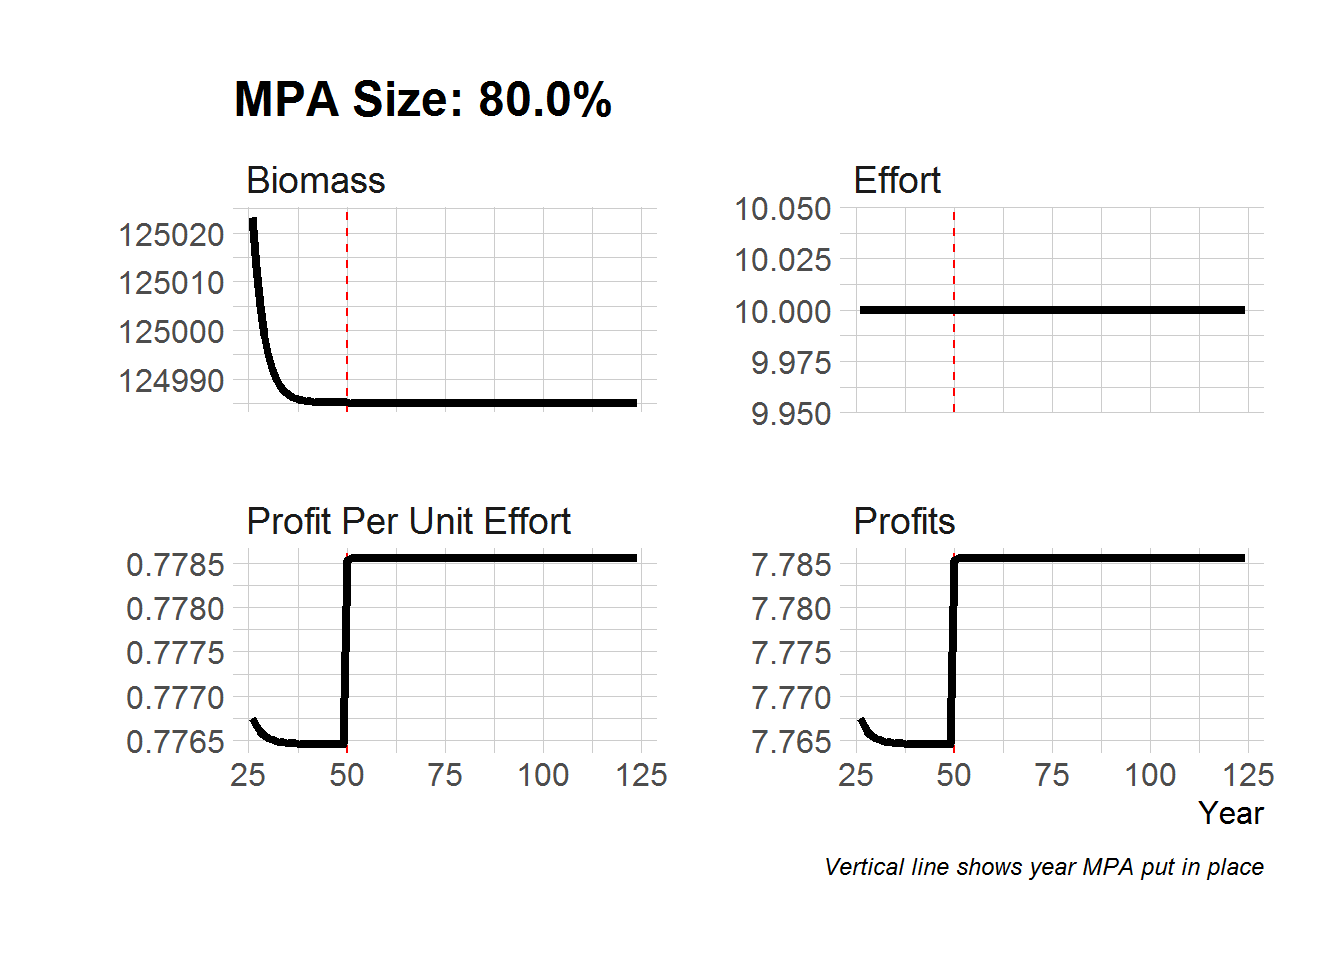 MPA Size: 80.0%
Biomass
125020
125010
125000
124990
Effort
10.050
10.025
10.000
9.975
9.950
Profit Per Unit Effort
0.7785
0.7780
0.7775
0.7770
0.7765
25 50 75 100 125
Profits
7.785
7.780
7.775
7.770
7.765
25 50 75 100 125
Year
Vertical line shows year MPA put in place